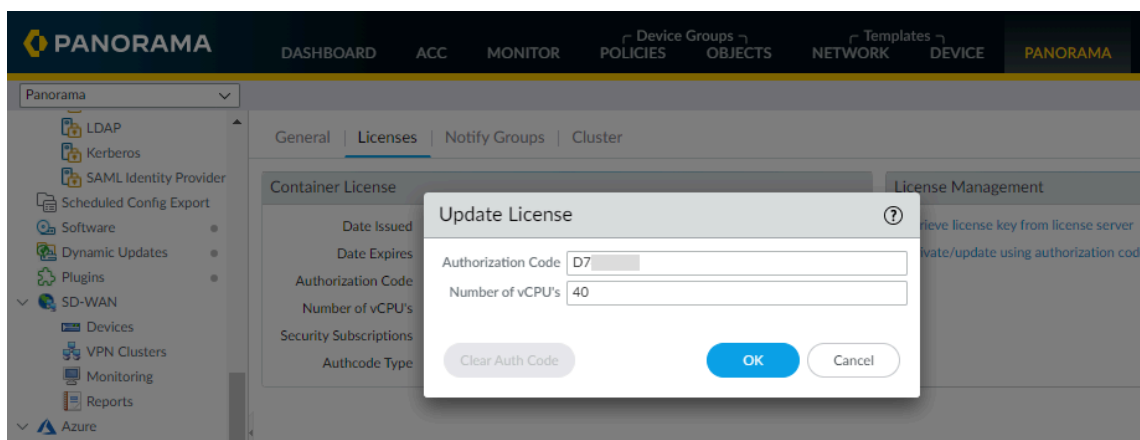 PANORAMA
Device Groups
Templates
DASHBOARD ACC MONITOR POLICIES OBJECTS NETWORK DEVICE PANORAMA
Panorama
LDAP
Kerberos
SAML Identity Provider
Scheduled Config Export
Software
Dynamic Updates
Plugins
SD-WAN
Devices
VPN Clusters
Monitoring
Reports
Azure
General | Licenses | Notify Groups | Cluster
Container License
Date Issued
Date Expires
Authorization Code
Number of vCPU's
Security Subscriptions
Authcode Type
License Management
rieve license key from license server
ivate/update using authorization cod
Update License
Authorization Code D7
Number of vCPU's 40
Clear Auth Code OK Cancel